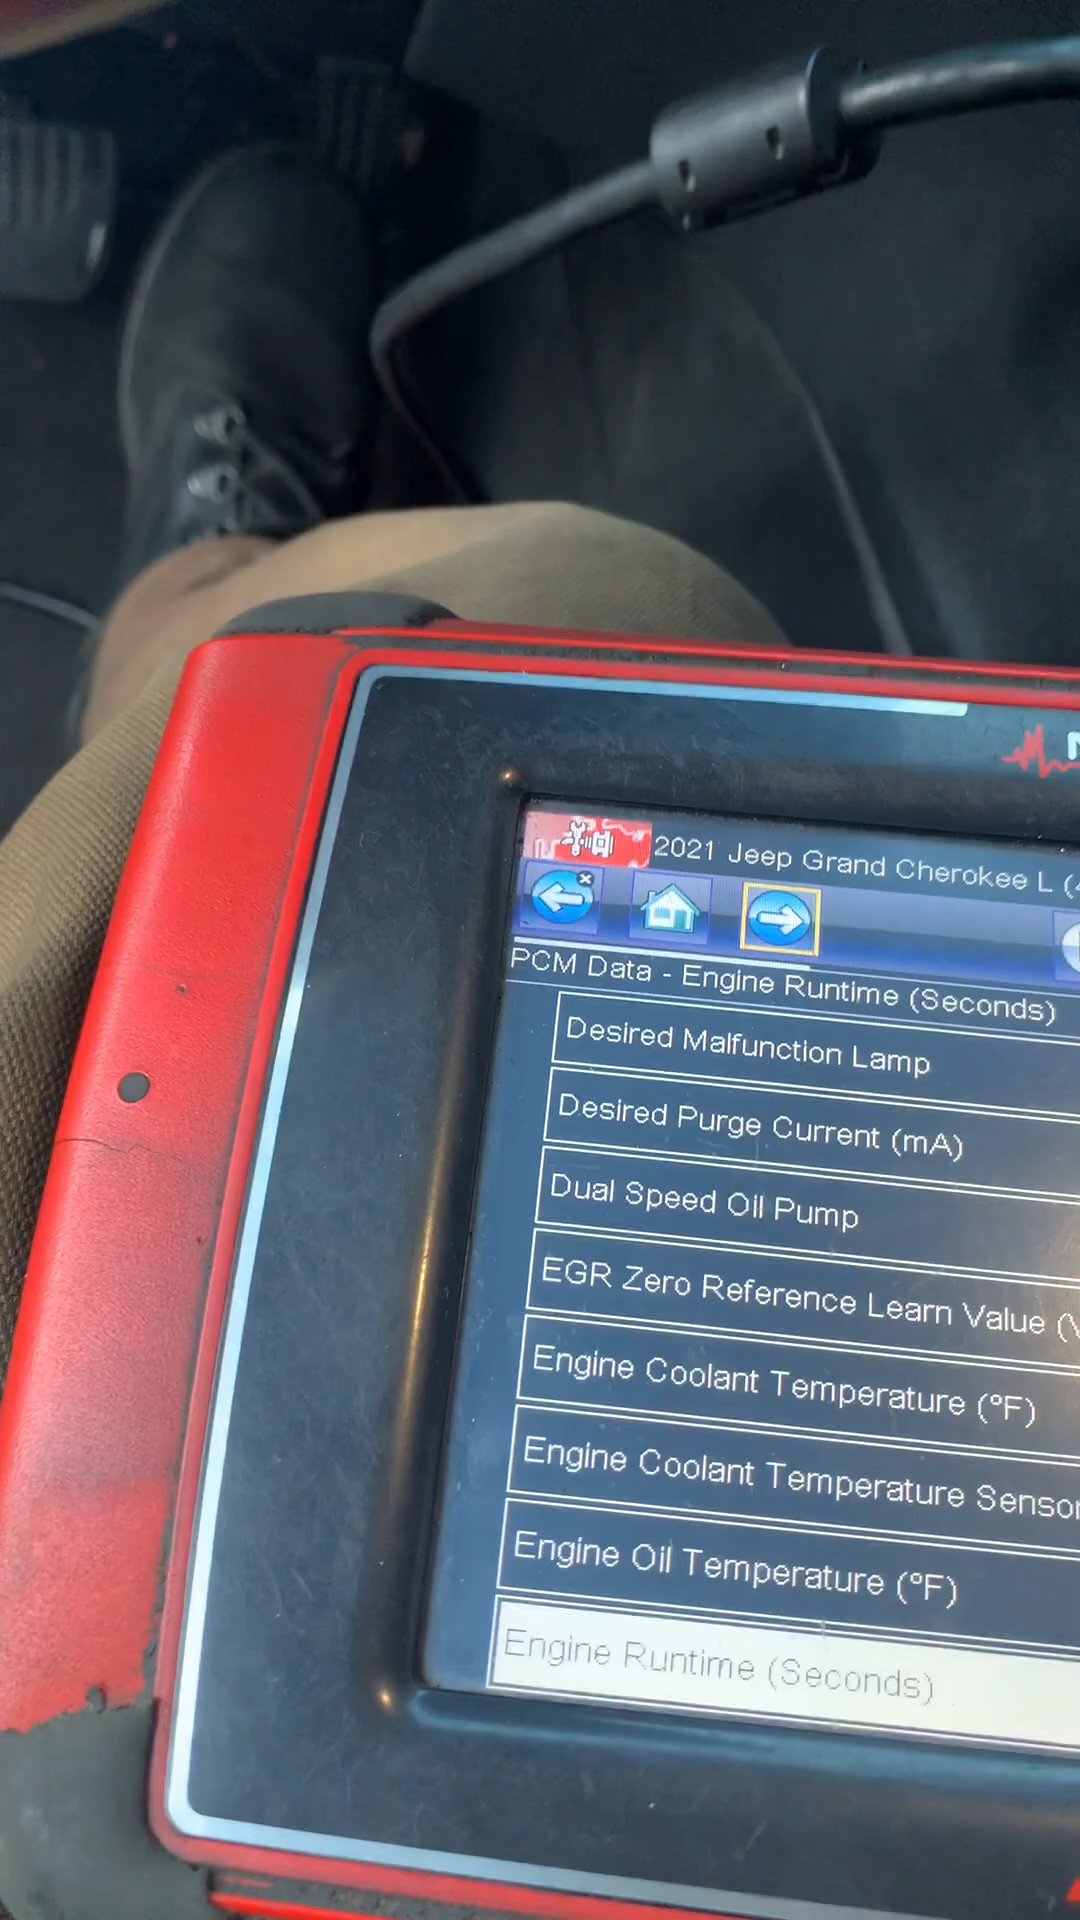 2021 Jeep Grand Cherokee L
PCM Data - Engine Runtime (Seconds)
Desired Malfunction Lamp
Desired Purge Current (mA)
Dual Speed Oil Pump
EGR Zero Reference Learn Value
Engine Coolant Temperature (°F)
Engine Coolant Temperature Sensor
Engine Oil Temperature (°F)
Engine Runtime (Seconds)